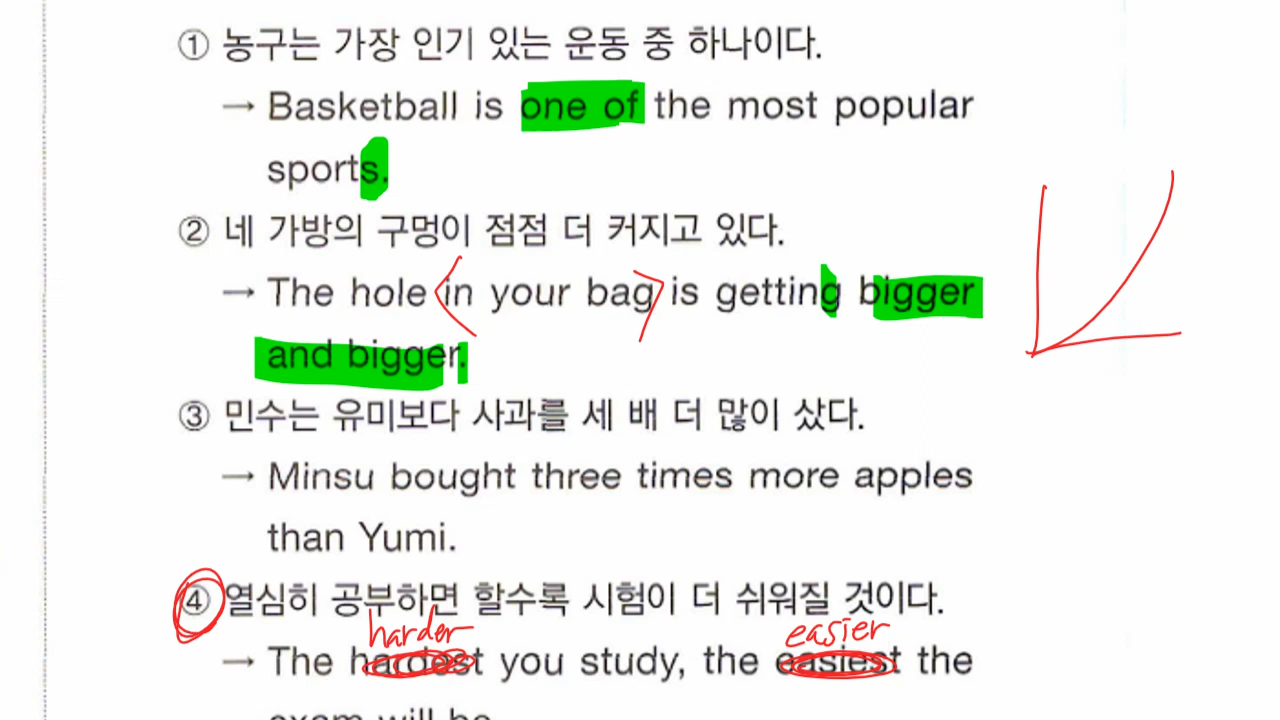 ① 농구는 가장 인기 있는 운동 중 하나이다.
→ Basketball is one of the most popular
sports.
② 네 가방의 구멍이 점점 더 커지고 있다.
→ The hole <in your bag> is getting bigger
and bigger.
③ 민수는 유미보다 사과를 세 배 더 많이 샀다.
→ Minsu bought three times more apples
than Yumi.
④ 열심히 공부하면 할수록 시험이 더 쉬워질 것이다.
harder easier
→ The hardest you study, the easiest the
exam will be